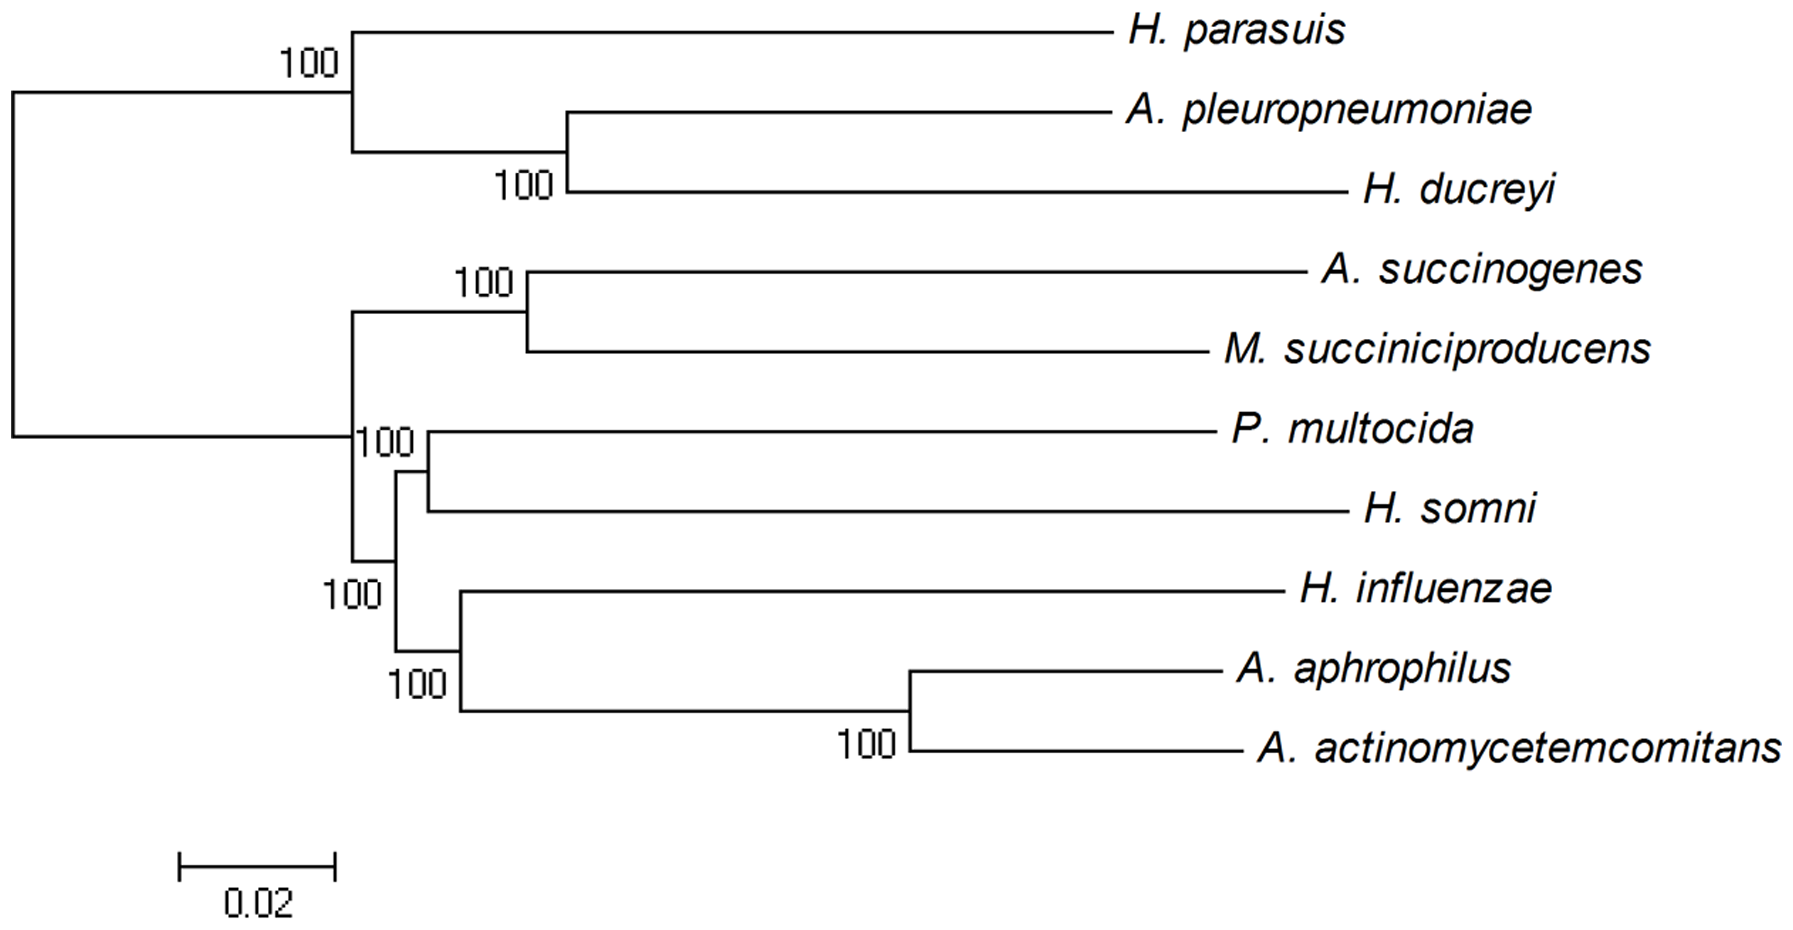 H. parasuis
100
A. pleuropneumoniae
100
H. ducreyi
A. succinogenes
100
M. succiniciproducens
P. multocida
100
H. somni
H. influenzae
100
A. aphrophilus
100
A. actinomycetemcomitans
100
0.02